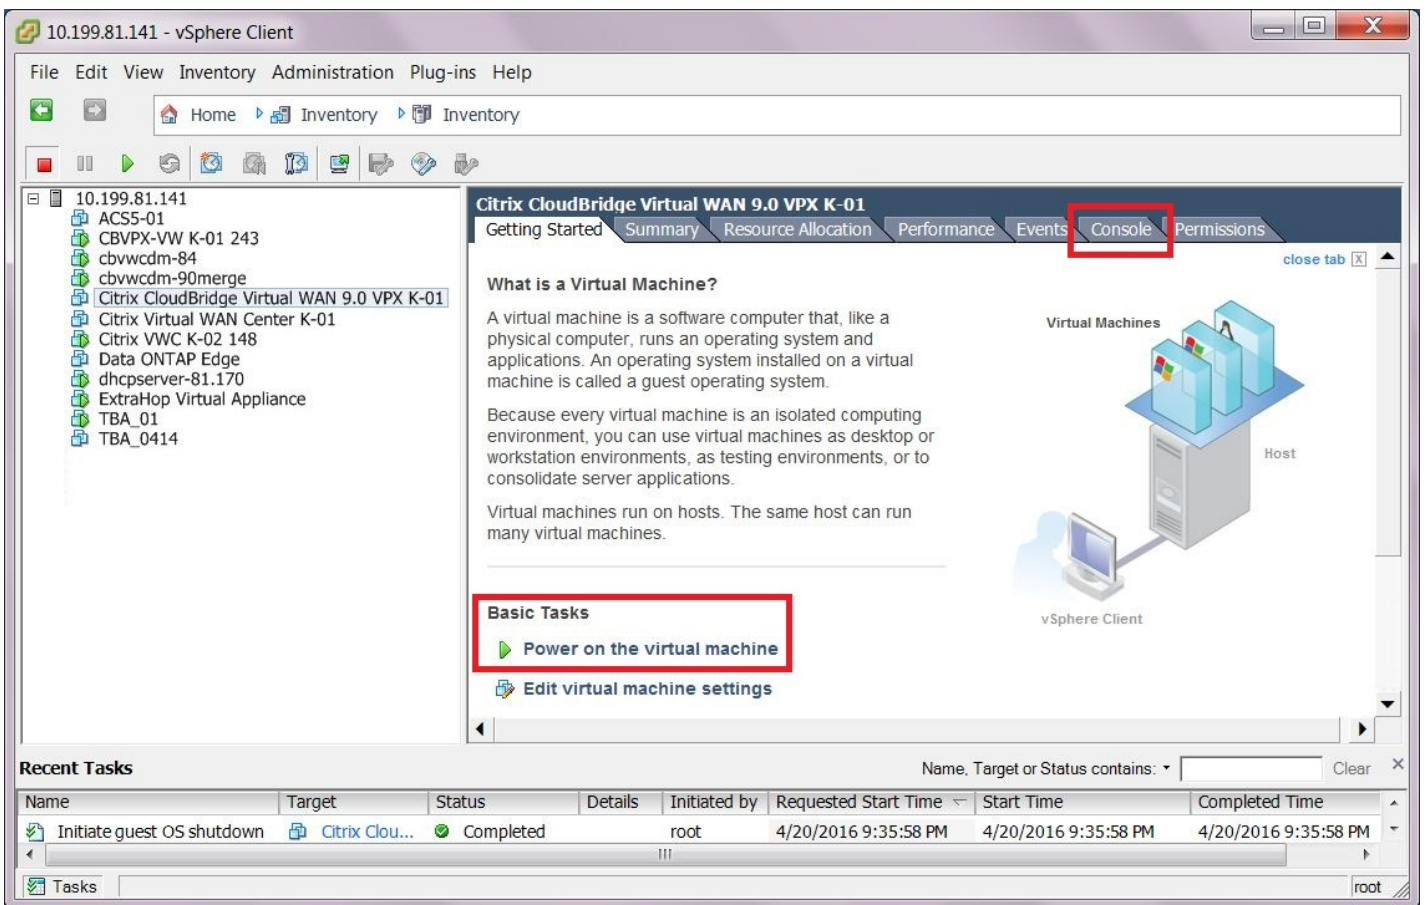 10.199.81.141 - vSphere Client
File Edit View Inventory Administration Plug-ins Help
Home Inventory Inventory
10.199.81.141
ACS5-01
CBVPX-VW K-01 243
cbvwcdm-84
cbvwcdm-90merge
Citrix CloudBridge Virtual WAN 9.0 VPX K-01
Citrix Virtual WAN Center K-01
Citrix VWC K-02 148
Data ONTAP Edge
dhcpserver-81.170
ExtraHop Virtual Appliance
TBA_01
TBA_0414
Citrix CloudBridge Virtual WAN 9.0 VPX K-01
Getting Started Summary Resource Allocation Performance Events Console Permissions
close tab X
What is a Virtual Machine?
A virtual machine is a software computer that, like a
physical computer, runs an operating system and
applications. An operating system installed on a virtual
machine is called a guest operating system.
Because every virtual machine is an isolated computing
environment, you can use virtual machines as desktop or
workstation environments, as testing environments, or to
consolidate server applications.
Virtual machines run on hosts. The same host can run
many virtual machines.
Virtual Machines
Host
vSphere Client
Basic Tasks
Power on the virtual machine
Edit virtual machine settings
Recent Tasks
Name, Target or Status contains:
Clear
Name Target Status Details Initiated by Requested Start Time Start Time Completed Time
Initiate guest OS shutdown Citrix Clou... Completed root 4/20/2016 9:35:58 PM 4/20/2016 9:35:58 PM 4/20/2016 9:35:58 PM
Tasks
root